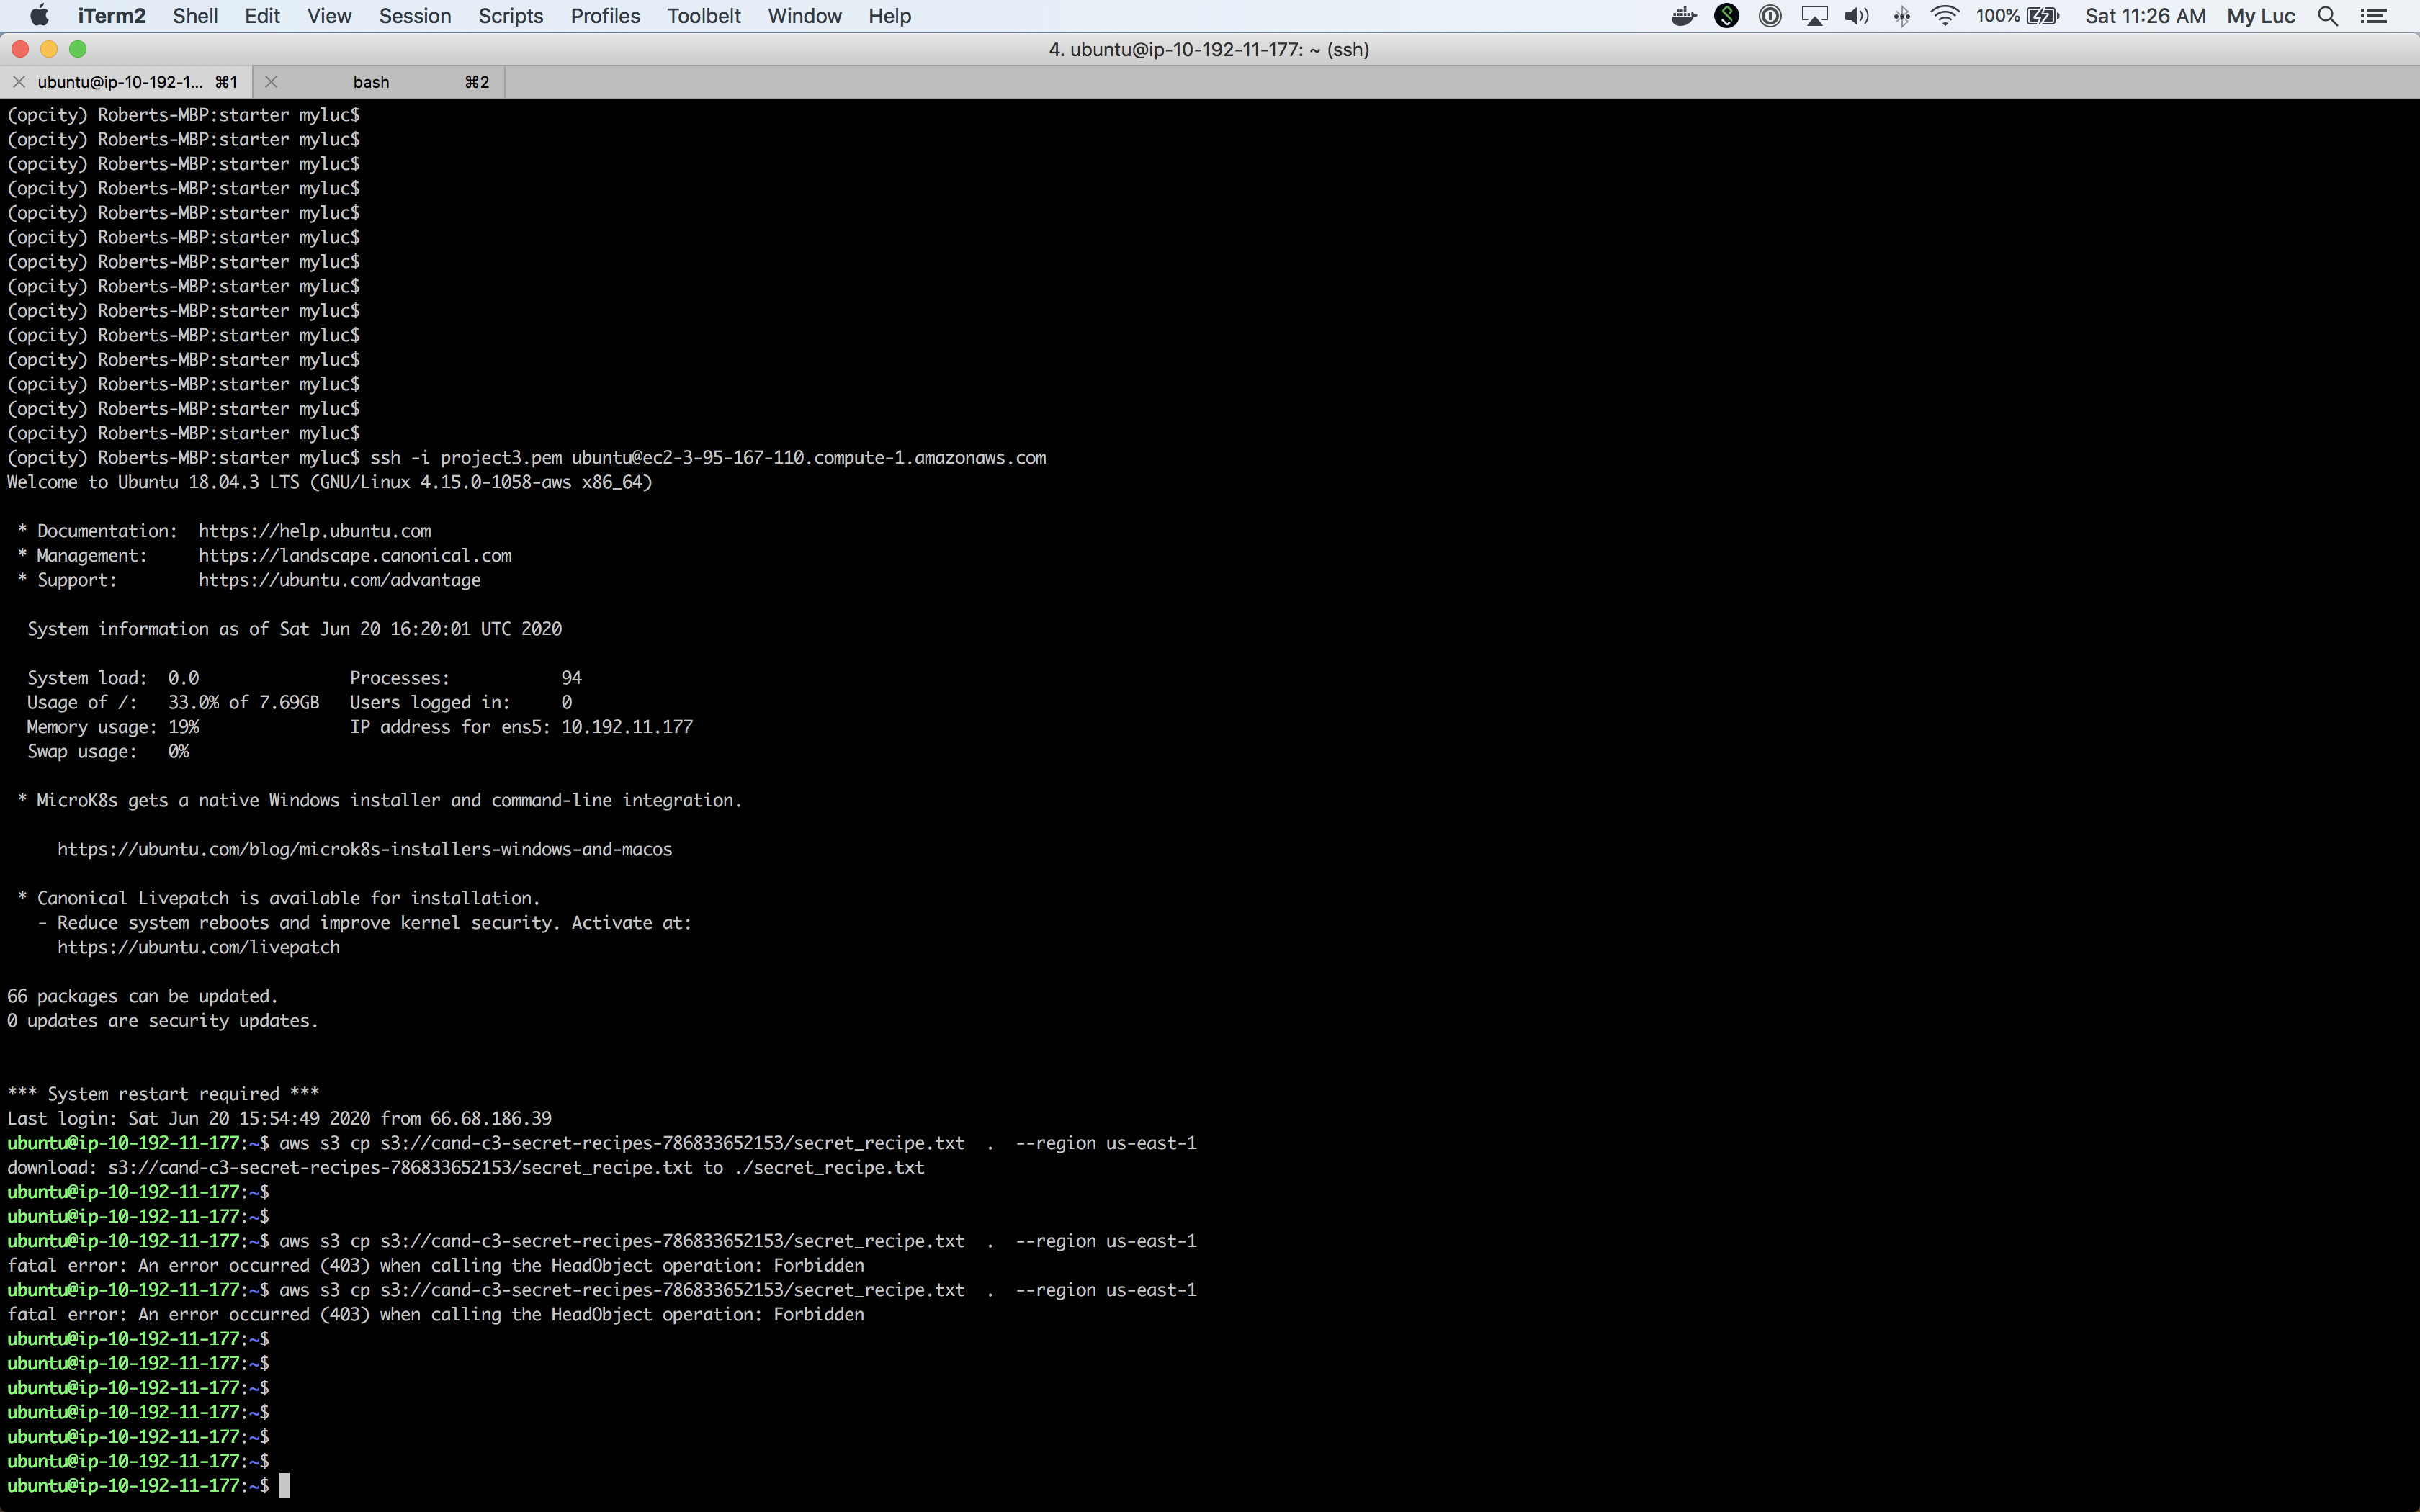 iTerm2 Shell Edit View Session Scripts Profiles Toolbelt Window Help 100% Sat 11:26 AM My Luc
4. ubuntu@ip-10-192-11-177: ~ (ssh)
ubuntu@ip-10-192-1... ⌘1 bash ⌘2
(opcity) Roberts-MBP:starter myluc$
(opcity) Roberts-MBP:starter myluc$
(opcity) Roberts-MBP:starter myluc$
(opcity) Roberts-MBP:starter myluc$
(opcity) Roberts-MBP:starter myluc$
(opcity) Roberts-MBP:starter myluc$
(opcity) Roberts-MBP:starter myluc$
(opcity) Roberts-MBP:starter myluc$
(opcity) Roberts-MBP:starter myluc$
(opcity) Roberts-MBP:starter myluc$
(opcity) Roberts-MBP:starter myluc$
(opcity) Roberts-MBP:starter myluc$
(opcity) Roberts-MBP:starter myluc$
(opcity) Roberts-MBP:starter myluc$
(opcity) Roberts-MBP:starter myluc$ ssh -i project3.pem ubuntu@ec2-3-95-167-110.compute-1.amazonaws.com
Welcome to Ubuntu 18.04.3 LTS (GNU/Linux 4.15.0-1058-aws x86_64)
* Documentation: https://help.ubuntu.com
* Management: https://landscape.canonical.com
* Support: https://ubuntu.com/advantage
System information as of Sat Jun 20 16:20:01 UTC 2020
System load: 0.0 Processes: 94
Usage of /: 33.0% of 7.69GB Users logged in: 0
Memory usage: 19% IP address for ens5: 10.192.11.177
Swap usage: 0%
* MicroK8s gets a native Windows installer and command-line integration.
https://ubuntu.com/blog/microk8s-installers-windows-and-macos
* Canonical Livepatch is available for installation.
- Reduce system reboots and improve kernel security. Activate at:
https://ubuntu.com/livepatch
66 packages can be updated.
0 updates are security updates.
*** System restart required ***
Last login: Sat Jun 20 15:54:49 2020 from 66.68.186.39
ubuntu@ip-10-192-11-177:~$ aws s3 cp s3://cand-c3-secret-recipes-786833652153/secret_recipe.txt . --region us-east-1
download: s3://cand-c3-secret-recipes-786833652153/secret_recipe.txt to ./secret_recipe.txt
ubuntu@ip-10-192-11-177:~$
ubuntu@ip-10-192-11-177:~$
ubuntu@ip-10-192-11-177:~$ aws s3 cp s3://cand-c3-secret-recipes-786833652153/secret_recipe.txt . --region us-east-1
fatal error: An error occurred (403) when calling the HeadObject operation: Forbidden
ubuntu@ip-10-192-11-177:~$ aws s3 cp s3://cand-c3-secret-recipes-786833652153/secret_recipe.txt . --region us-east-1
fatal error: An error occurred (403) when calling the HeadObject operation: Forbidden
ubuntu@ip-10-192-11-177:~$
ubuntu@ip-10-192-11-177:~$
ubuntu@ip-10-192-11-177:~$
ubuntu@ip-10-192-11-177:~$
ubuntu@ip-10-192-11-177:~$
ubuntu@ip-10-192-11-177:~$
ubuntu@ip-10-192-11-177:~$